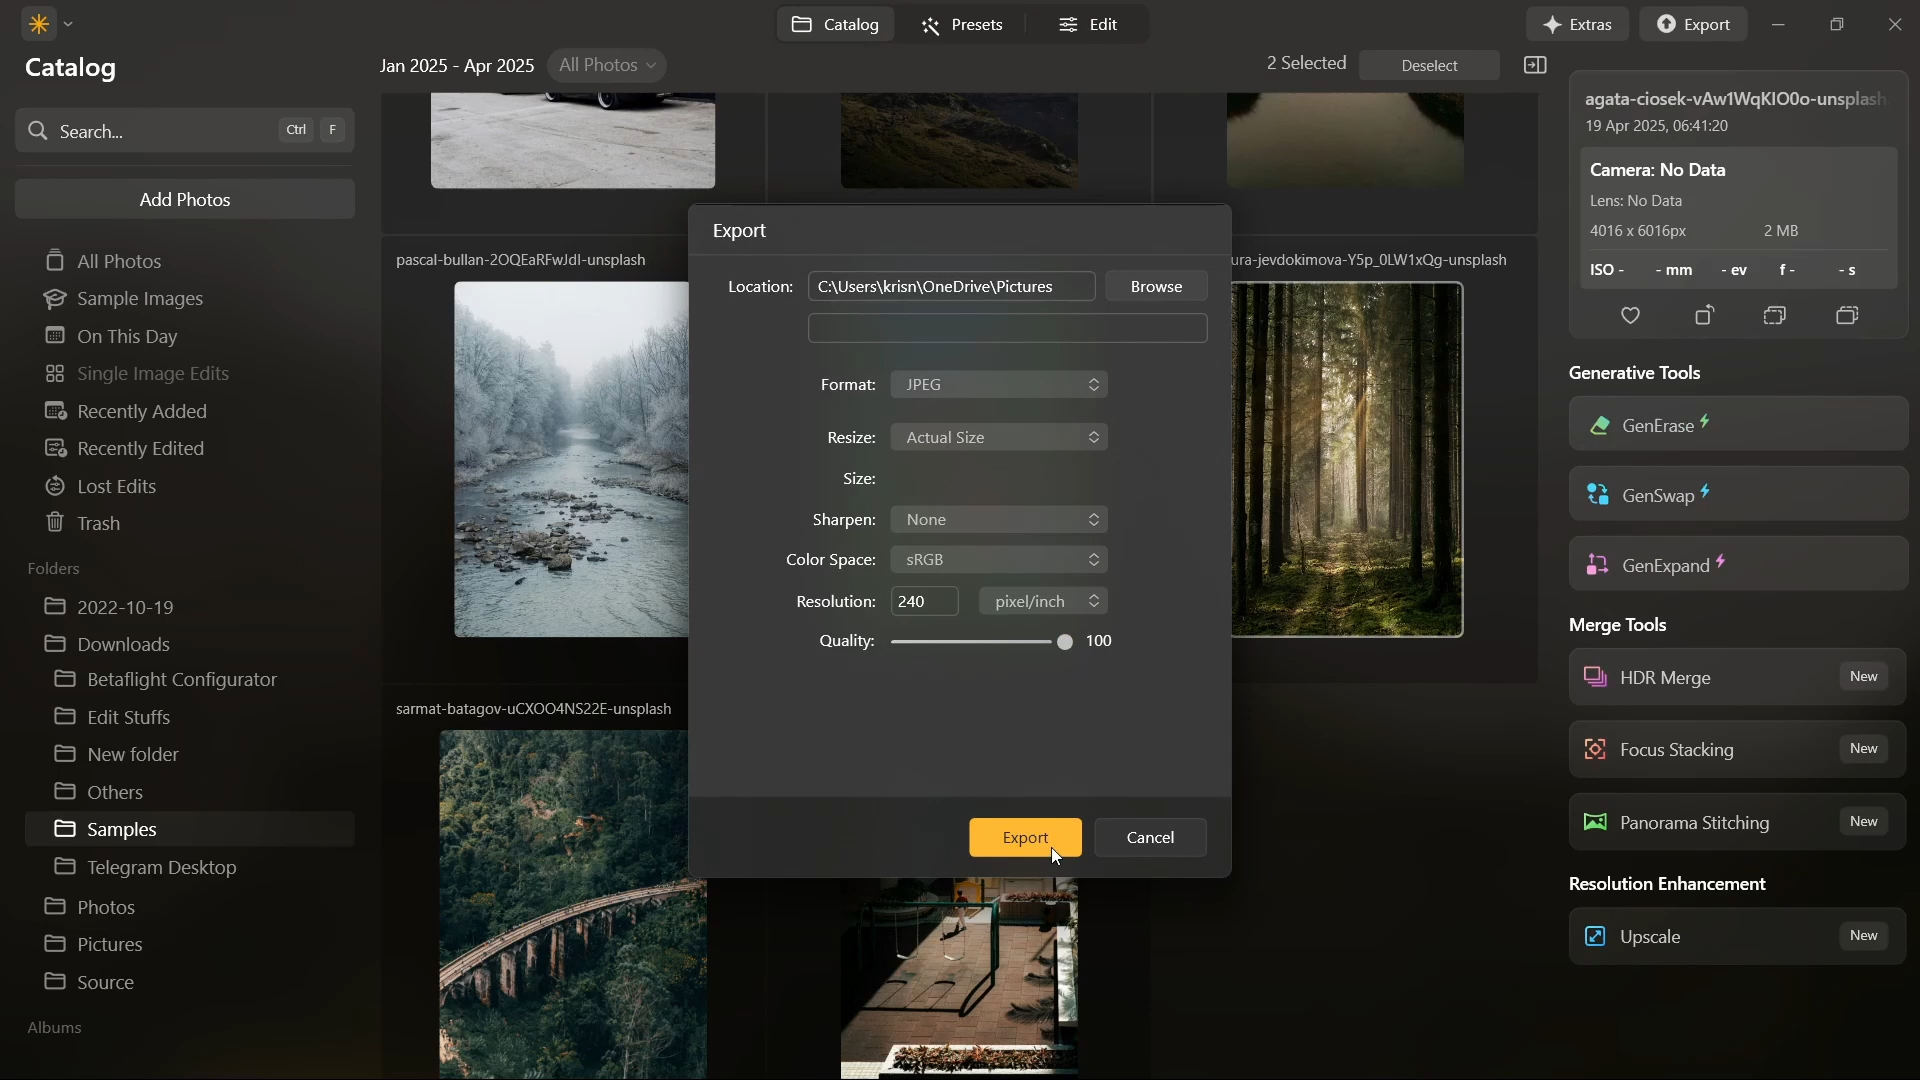 Catalog
Presets
Edit
Extras
Export
Catalog
Jan 2025 - Apr 2025
All Photos
2 Selected
Deselect
Search...
Ctrl
F
Add Photos
All Photos
Sample Images
On This Day
Single Image Edits
Recently Added
Recently Edited
Lost Edits
Trash
Folders
2022-10-19
Downloads
Betaflight Configurator
Edit Stuffs
New folder
Others
Samples
Telegram Desktop
Photos
Pictures
Source
Albums
pascal-bullan-2OQEaRFwJdI-unsplash
ura-jevdokimova-Y5p_0LW1xQg-unsplash
sarmat-batagov-uCXOO4NS22E-unsplash
Export
Location:
C:\Users\krisn\OneDrive\Pictures
Browse
Format:
JPEG
Resize:
Actual Size
Size:
Sharpen:
None
Color Space:
sRGB
Resolution:
240
pixel/inch
Quality:
100
Export
Cancel
agata-ciosek-vAw1WqKIO0o-unsplash
19 Apr 2025, 06:41:20
Camera: No Data
Lens: No Data
4016 x 6016px
2 MB
ISO -
- mm
- ev
f -
- s
Generative Tools
GenErase
GenSwap
GenExpand
Merge Tools
HDR Merge
New
Focus Stacking
New
Panorama Stitching
New
Resolution Enhancement
Upscale
New